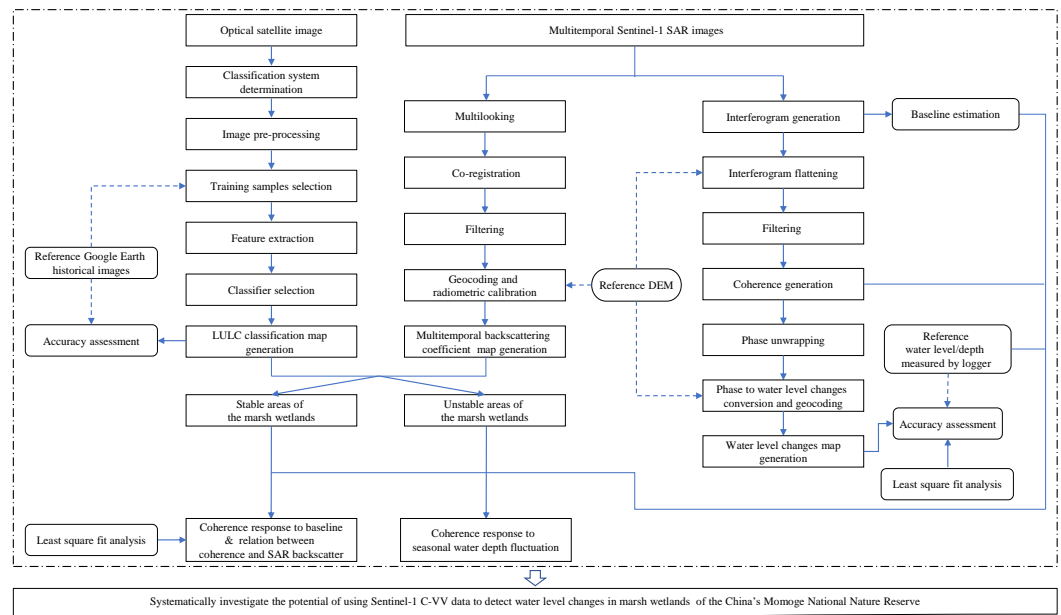 Optical satellite image
Multitemporal Sentinel-1 SAR images
Classification system
determination
Image pre-processing
Training samples selection
Feature extraction
Classifier selection
LULC classification map
generation
Reference Google Earth
historical images
Accuracy assessment
Multilooking
Co-registration
Filtering
Geocoding and
radiometric calibration
Multitemporal backscattering
coefficient map generation
Reference DEM
Interferogram generation
Baseline estimation
Interferogram flattening
Filtering
Coherence generation
Phase unwrapping
Phase to water level changes
conversion and geocoding
Water level changes map
generation
Reference
water level/depth
measured by logger
Accuracy assessment
Least square fit analysis
Stable areas of
the marsh wetlands
Unstable areas of
the marsh wetlands
Least square fit analysis
Coherence response to baseline
& relation between
coherence and SAR backscatter
Coherence response to
seasonal water depth fluctuation
Systematically investigate the potential of using Sentinel-1 C-VV data to detect water level changes in marsh wetlands of the China's Momoge National Nature Reserve